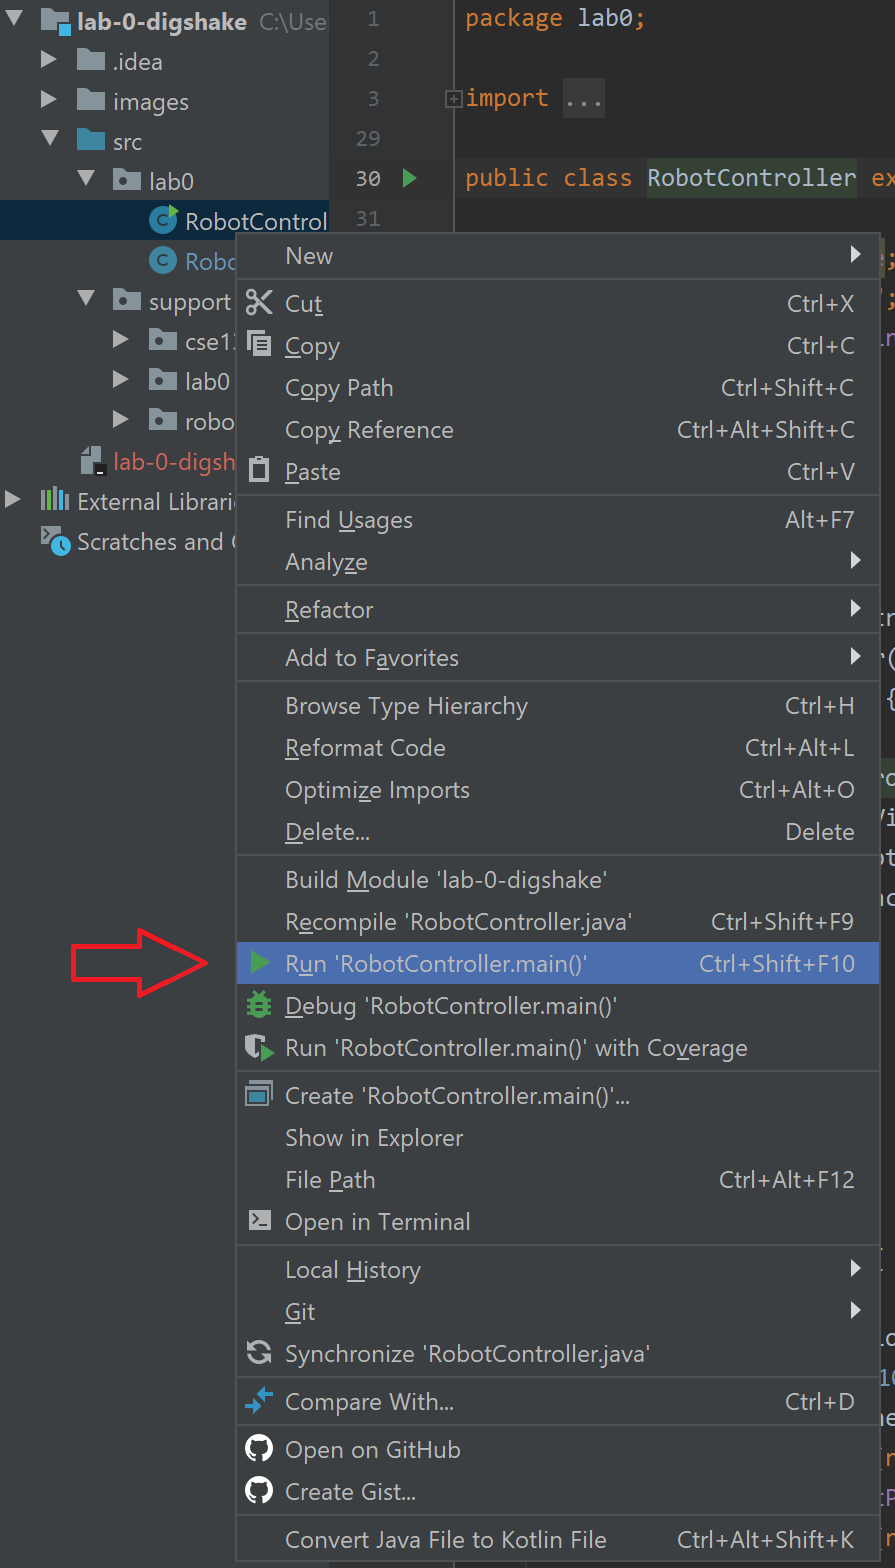 lab-0-digshake C:\Use
.idea
images
src
lab0
RobotControl
Robo
support
cse1
lab0
robo
lab-0-digsh
External Librari
Scratches and
1 package lab0;
2
3 import ...
29
30 public class RobotController ex
31
New
Cut Ctrl+X
Copy Ctrl+C
Copy Path Ctrl+Shift+C
Copy Reference Ctrl+Alt+Shift+C
Paste Ctrl+V
Find Usages Alt+F7
Analyze
Refactor
Add to Favorites
Browse Type Hierarchy Ctrl+H
Reformat Code Ctrl+Alt+L
Optimize Imports Ctrl+Alt+O
Delete... Delete
Build Module 'lab-0-digshake'
Recompile 'RobotController.java' Ctrl+Shift+F9
Run 'RobotController.main()' Ctrl+Shift+F10
Debug 'RobotController.main()'
Run 'RobotController.main()' with Coverage
Create 'RobotController.main()'...
Show in Explorer
File Path Ctrl+Alt+F12
Open in Terminal
Local History
Git
Synchronize 'RobotController.java'
Compare With... Ctrl+D
Open on GitHub
Create Gist...
Convert Java File to Kotlin File Ctrl+Alt+Shift+K